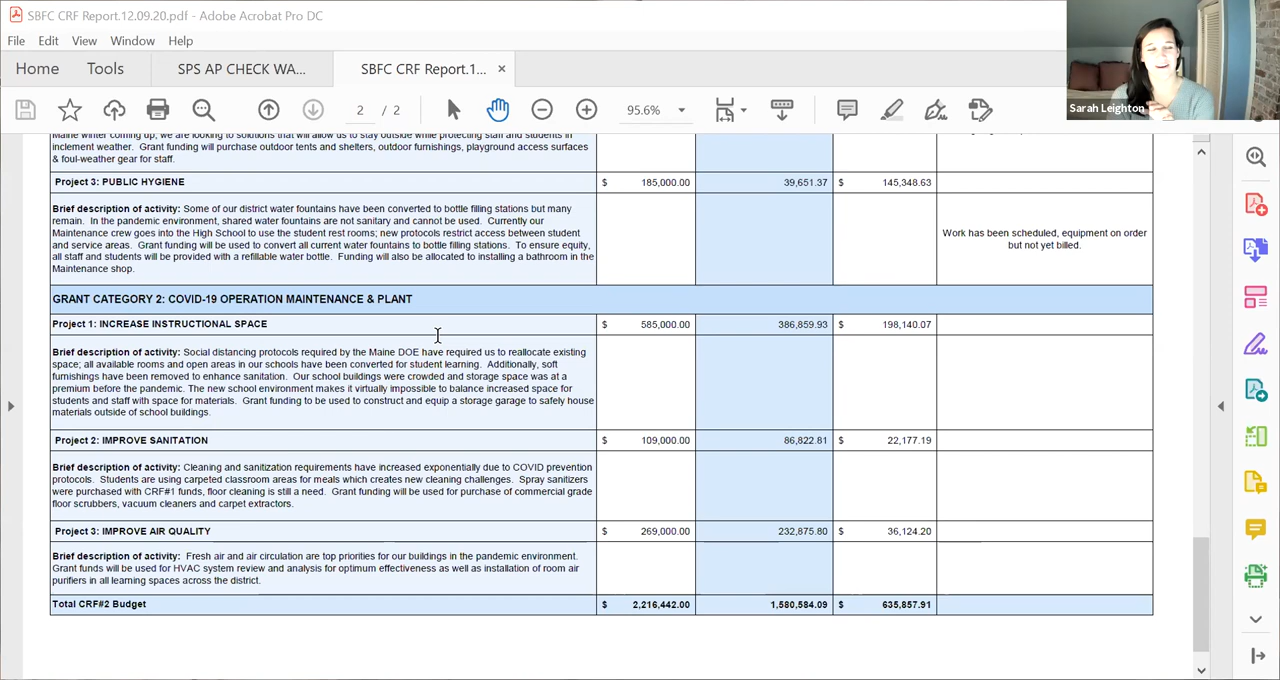 SBFC CRF Report.12.09.20.pdf - Adobe Acrobat Pro DC
File Edit View Window Help
Home Tools SPS AP CHECK WA... SBFC CRF Report.1... ×
2 / 2 95.6%
Sarah Leighton
Maine winter coming up, we are looking to solutions that will allow us to stay outside while protecting staff and students in
inclement weather. Grant funding will purchase outdoor tents and shelters, outdoor furnishings, playground access surfaces
& foul-weather gear for staff.
Project 3: PUBLIC HYGIENE $ 185,000.00 39,651.37 $ 145,348.63
Brief description of activity: Some of our district water fountains have been converted to bottle filling stations but many
remain. In the pandemic environment, shared water fountains are not sanitary and cannot be used. Currently our
Maintenance crew goes into the High School to use the student rest rooms; new protocols restrict access between student
and service areas. Grant funding will be used to convert all current water fountains to bottle filling stations. To ensure equity,
all staff and students will be provided with a refillable water bottle. Funding will also be allocated to installing a bathroom in the
Maintenance shop.
Work has been scheduled, equipment on order
but not yet billed.
GRANT CATEGORY 2: COVID-19 OPERATION MAINTENANCE & PLANT
Project 1: INCREASE INSTRUCTIONAL SPACE $ 585,000.00 386,859.93 $ 198,140.07
Brief description of activity: Social distancing protocols required by the Maine DOE have required us to reallocate existing
space; all available rooms and open areas in our schools have been converted for student learning. Additionally, soft
furnishings have been removed to enhance sanitation. Our school buildings were crowded and storage space was at a
premium before the pandemic. The new school environment makes it virtually impossible to balance increased space for
students and staff with space for materials. Grant funding to be used to construct and equip a storage garage to safely house
materials outside of school buildings.
Project 2: IMPROVE SANITATION $ 109,000.00 86,822.81 $ 22,177.19
Brief description of activity: Cleaning and sanitization requirements have increased exponentially due to COVID prevention
protocols. Students are using carpeted classroom areas for meals which creates new cleaning challenges. Spray sanitizers
were purchased with CRF#1 funds, floor cleaning is still a need. Grant funding will be used for purchase of commercial grade
floor scrubbers, vacuum cleaners and carpet extractors.
Project 3: IMPROVE AIR QUALITY $ 269,000.00 232,875.80 $ 36,124.20
Brief description of activity: Fresh air and air circulation are top priorities for our buildings in the pandemic environment.
Grant funds will be used for HVAC system review and analysis for optimum effectiveness as well as installation of room air
purifiers in all learning spaces across the district.
Total CRF#2 Budget $ 2,216,442.00 1,580,584.09 $ 635,857.91